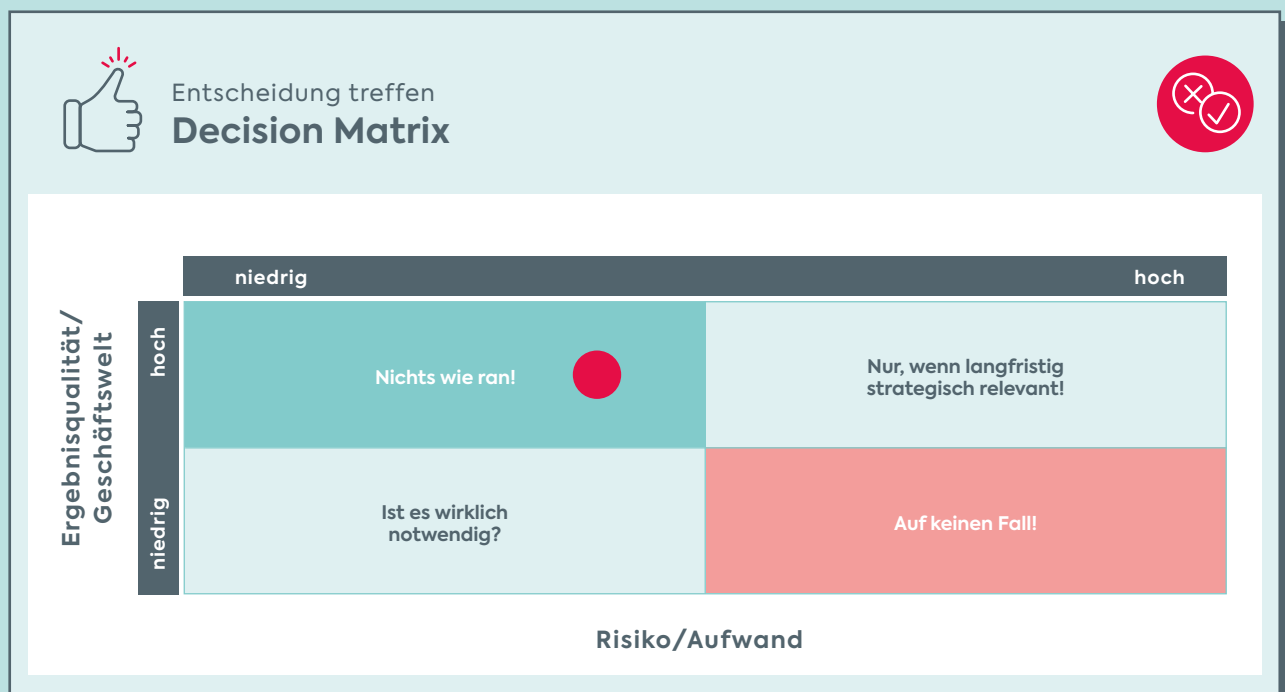 Entscheidung treffen
Decision Matrix
niedrig
hoch
Ergebnisqualität/
Geschäftswelt
hoch
niedrig
Nichts wie ran!
Nur, wenn langfristig
strategisch relevant!
Ist es wirklich
notwendig?
Auf keinen Fall!
Risiko/Aufwand